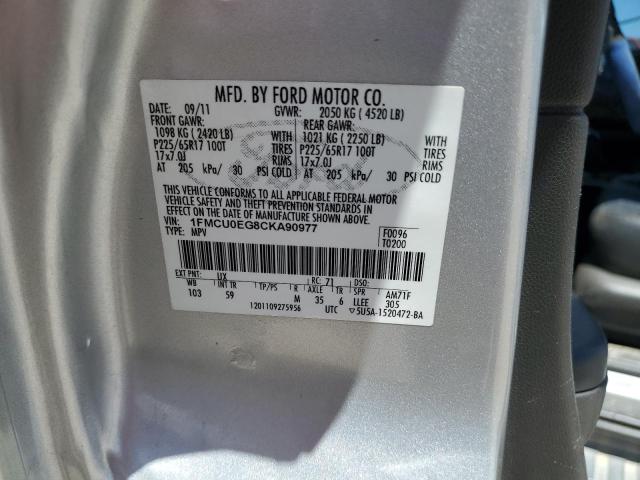 MFD. BY FORD MOTOR CO.
DATE: 09/11 GVWR: 2050 KG ( 4520 LB)
FRONT GAWR: REAR GAWR:
1098 KG ( 2420 LB) WITH 1021 KG ( 2250 LB) WITH
P225/65R17 100T TIRES P225/65R17 100T TIRES
17x7.0J RIMS 17x7.0J RIMS
AT 205 kPa/ 30 PSI COLD AT 205 kPa/ 30 PSI COLD
THIS VEHICLE CONFORMS TO ALL APPLICABLE FEDERAL MOTOR
VEHICLE SAFETY AND THEFT PREVENTION STANDARDS IN EFFECT
ON THE DATE OF MANUFACTURE SHOWN ABOVE.
VIN: 1FMCU0EG8CKA90977 F0096
TYPE: MPV T0200
EXT PNT: UX RC: 71 DSO:
WB INT TR TP/PS R AXLE TR SPR AM71F
103 59 M 35 6 LLEE 305
1201109275956 UTC ▽5U5A-1520472-BA